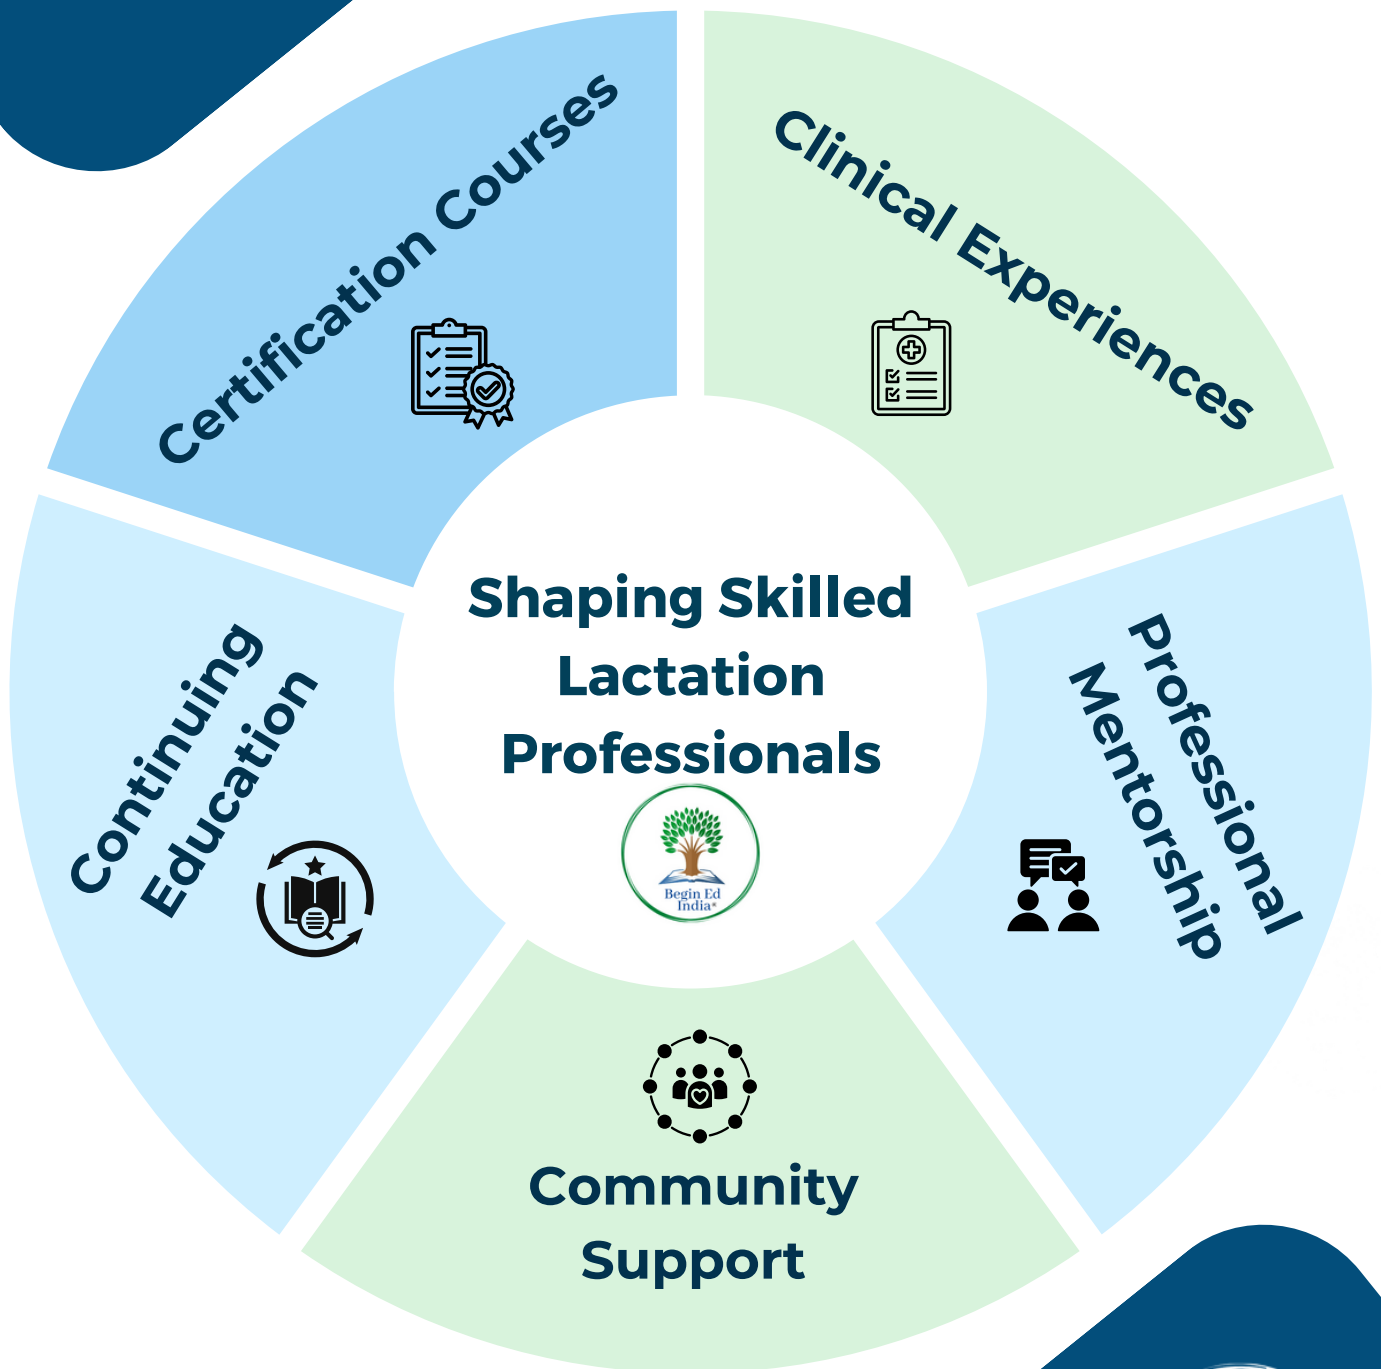 Certification Courses
Clinical Experiences
Continuing
Education
Shaping Skilled
Lactation
Professionals
Begin Ed
India®
Professional
Mentorship
Community
Support